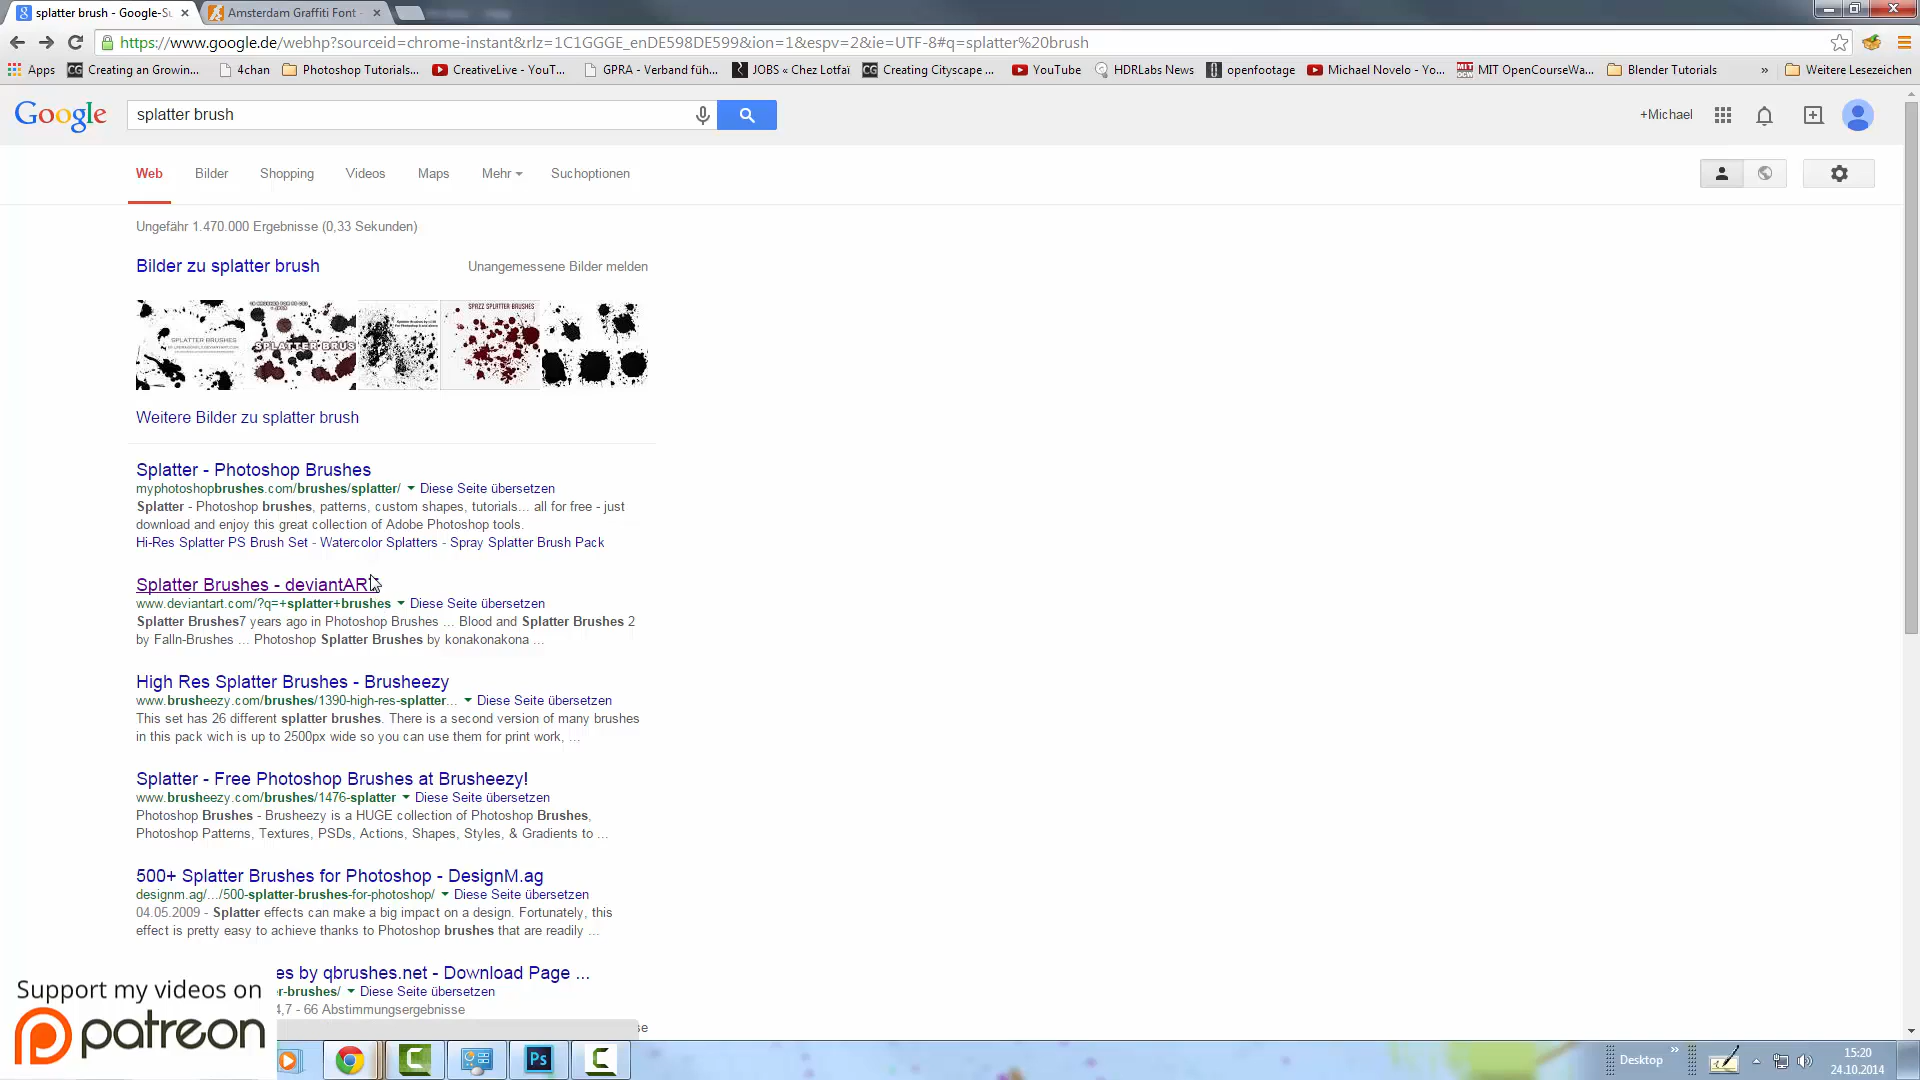 splatter brush - Google-Su
Amsterdam Graffiti Font -
https://www.google.de/webhp?sourceid=chrome-instant&rlz=1C1GGGE_enDE598DE599&ion=1&espv=2&ie=UTF-8#q=splatter%20brush
Apps Creating an Growin... 4chan Photoshop Tutorials... CreativeLive - YouT... GPRA - Verband füh... JOBS « Chez Lotfaï Creating Cityscape ... YouTube HDRLabs News openfootage Michael Novelo - Yo... MIT OpenCourseWa... Blender Tutorials » Weitere Lesezeichen
Google splatter brush +Michael
Web Bilder Shopping Videos Maps Mehr Suchoptionen
Ungefähr 1.470.000 Ergebnisse (0,33 Sekunden)
Bilder zu splatter brush Unangemessene Bilder melden
SPLATTER BRUSHES
SPLATTER BRUS
SPRZZ SPLATTER BRUSHES
Weitere Bilder zu splatter brush
Splatter - Photoshop Brushes
myphotoshopbrushes.com/brushes/splatter/ Diese Seite übersetzen
Splatter - Photoshop brushes, patterns, custom shapes, tutorials... all for free - just
download and enjoy this great collection of Adobe Photoshop tools.
Hi-Res Splatter PS Brush Set - Watercolor Splatters - Spray Splatter Brush Pack
Splatter Brushes - deviantART
www.deviantart.com/?q=+splatter+brushes Diese Seite übersetzen
Splatter Brushes7 years ago in Photoshop Brushes ... Blood and Splatter Brushes 2
by Falln-Brushes ... Photoshop Splatter Brushes by konakonakona ...
High Res Splatter Brushes - Brusheezy
www.brusheezy.com/brushes/1390-high-res-splatter... Diese Seite übersetzen
This set has 26 different splatter brushes. There is a second version of many brushes
in this pack wich is up to 2500px wide so you can use them for print work, ...
Splatter - Free Photoshop Brushes at Brusheezy!
www.brusheezy.com/brushes/1476-splatter Diese Seite übersetzen
Photoshop Brushes - Brusheezy is a HUGE collection of Photoshop Brushes,
Photoshop Patterns, Textures, PSDs, Actions, Shapes, Styles, & Gradients to ...
500+ Splatter Brushes for Photoshop - DesignM.ag
designm.ag/.../500-splatter-brushes-for-photoshop/ Diese Seite übersetzen
04.05.2009 - Splatter effects can make a big impact on a design. Fortunately, this
effect is pretty easy to achieve thanks to Photoshop brushes that are readily ...
es by qbrushes.net - Download Page ...
r-brushes/ Diese Seite übersetzen
4,7 - 66 Abstimmungsergebnisse
se
Support my videos on
patreon
Ps
Desktop »
15:20
24.10.2014